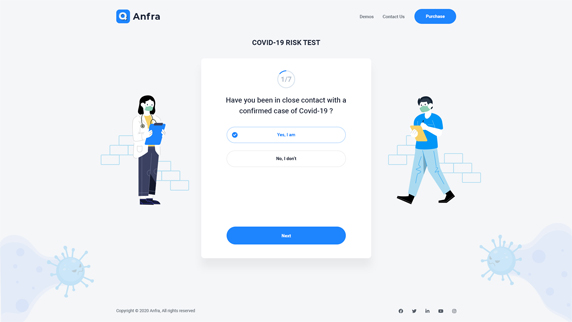 Anfra
Demos
Contact Us
Purchase
COVID-19 RISK TEST
1/7
Have you been in close contact with a
confirmed case of Covid-19 ?
Yes, I am
No, I don't
Next
Copyright © 2020 Anfra, All rights reserved